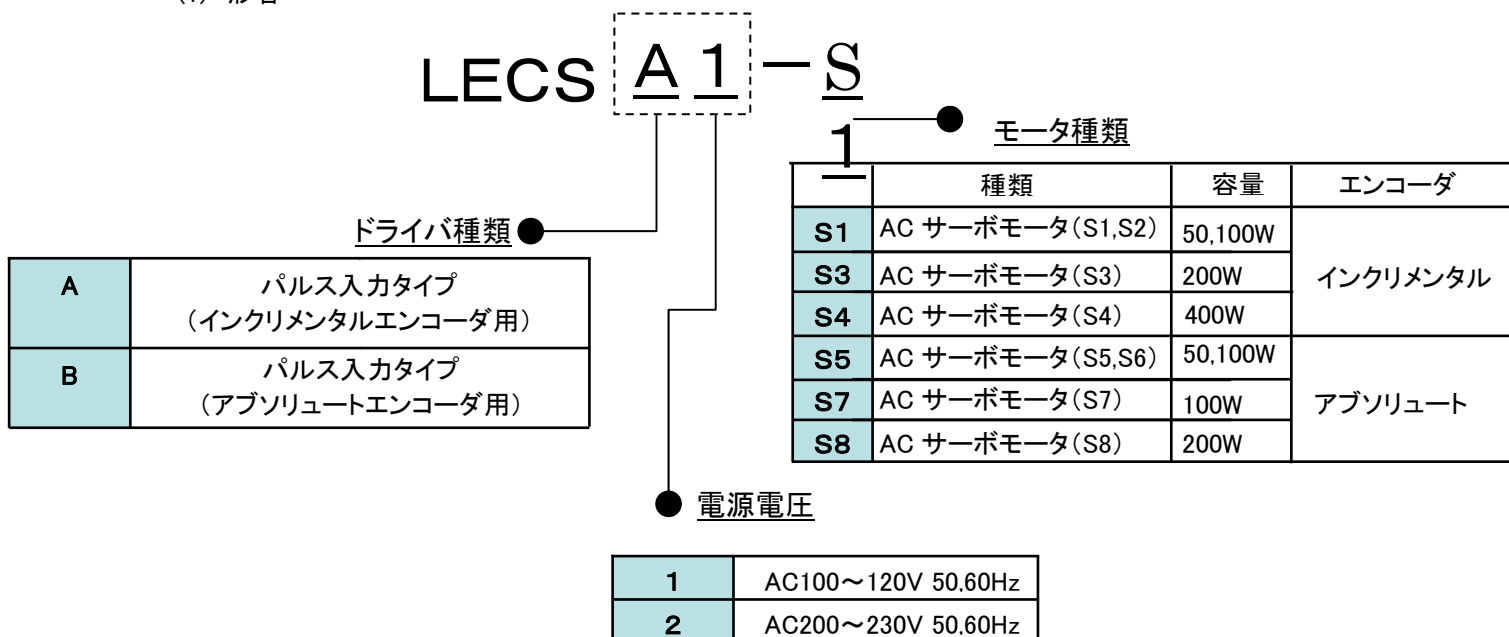 (1) 形名
LECS A 1 － S
1
モータ種類
種類 容量 エンコーダ
S1 AC サーボモータ（S1,S2） 50,100W
S3 AC サーボモータ（S3） 200W インクリメンタル
S4 AC サーボモータ（S4） 400W
S5 AC サーボモータ（S5,S6） 50,100W
S7 AC サーボモータ（S7） 100W アブソリュート
S8 AC サーボモータ（S8） 200W
ドライバ種類
A パルス入力タイプ
（インクリメンタルエンコーダ用）
B パルス入力タイプ
（アブソリュートエンコーダ用）
電源電圧
1 AC100～120V 50,60Hz
2 AC200～230V 50,60Hz